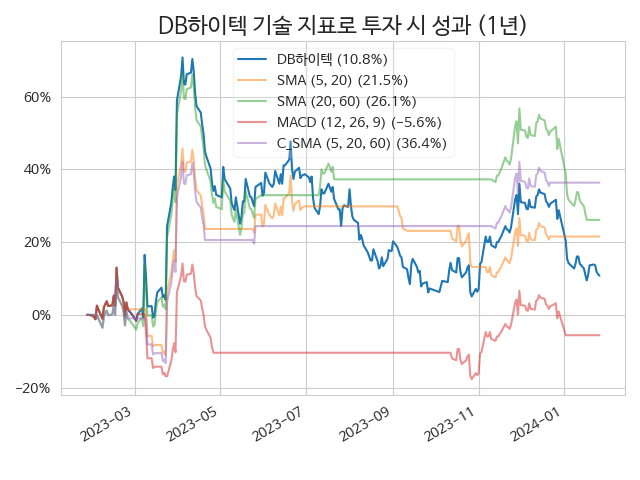 DB하이텍 기술 지표로 투자 시 성과 (1년)
DB하이텍 (10.8%)
SMA (5, 20) (21.5%)
SMA (20, 60) (26.1%)
MACD (12, 26, 9) (−5.6%)
C_SMA (5, 20, 60) (36.4%)
60%
40%
20%
0%
−20%
2023−03
2023−05
2023−07
2023−09
2023−11
2024−01